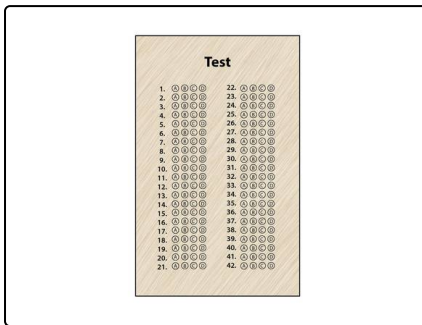 Test
1. Ⓐ Ⓑ Ⓒ Ⓓ
2. Ⓐ Ⓑ Ⓒ Ⓓ
3. Ⓐ Ⓑ Ⓒ Ⓓ
4. Ⓐ Ⓑ Ⓒ Ⓓ
5. Ⓐ Ⓑ Ⓒ Ⓓ
6. Ⓐ Ⓑ Ⓒ Ⓓ
7. Ⓐ Ⓑ Ⓒ Ⓓ
8. Ⓐ Ⓑ Ⓒ Ⓓ
9. Ⓐ Ⓑ Ⓒ Ⓓ
10. Ⓐ Ⓑ Ⓒ Ⓓ
11. Ⓐ Ⓑ Ⓒ Ⓓ
12. Ⓐ Ⓑ Ⓒ Ⓓ
13. Ⓐ Ⓑ Ⓒ Ⓓ
14. Ⓐ Ⓑ Ⓒ Ⓓ
15. Ⓐ Ⓑ Ⓒ Ⓓ
16. Ⓐ Ⓑ Ⓒ Ⓓ
17. Ⓐ Ⓑ Ⓒ Ⓓ
18. Ⓐ Ⓑ Ⓒ Ⓓ
19. Ⓐ Ⓑ Ⓒ Ⓓ
20. Ⓐ Ⓑ Ⓒ Ⓓ
21. Ⓐ Ⓑ Ⓒ Ⓓ
22. Ⓐ Ⓑ Ⓒ Ⓓ
23. Ⓐ Ⓑ Ⓒ Ⓓ
24. Ⓐ Ⓑ Ⓒ Ⓓ
25. Ⓐ Ⓑ Ⓒ Ⓓ
26. Ⓐ Ⓑ Ⓒ Ⓓ
27. Ⓐ Ⓑ Ⓒ Ⓓ
28. Ⓐ Ⓑ Ⓒ Ⓓ
29. Ⓐ Ⓑ Ⓒ Ⓓ
30. Ⓐ Ⓑ Ⓒ Ⓓ
31. Ⓐ Ⓑ Ⓒ Ⓓ
32. Ⓐ Ⓑ Ⓒ Ⓓ
33. Ⓐ Ⓑ Ⓒ Ⓓ
34. Ⓐ Ⓑ Ⓒ Ⓓ
35. Ⓐ Ⓑ Ⓒ Ⓓ
36. Ⓐ Ⓑ Ⓒ Ⓓ
37. Ⓐ Ⓑ Ⓒ Ⓓ
38. Ⓐ Ⓑ Ⓒ Ⓓ
39. Ⓐ Ⓑ Ⓒ Ⓓ
40. Ⓐ Ⓑ Ⓒ Ⓓ
41. Ⓐ Ⓑ Ⓒ Ⓓ
42. Ⓐ Ⓑ Ⓒ Ⓓ